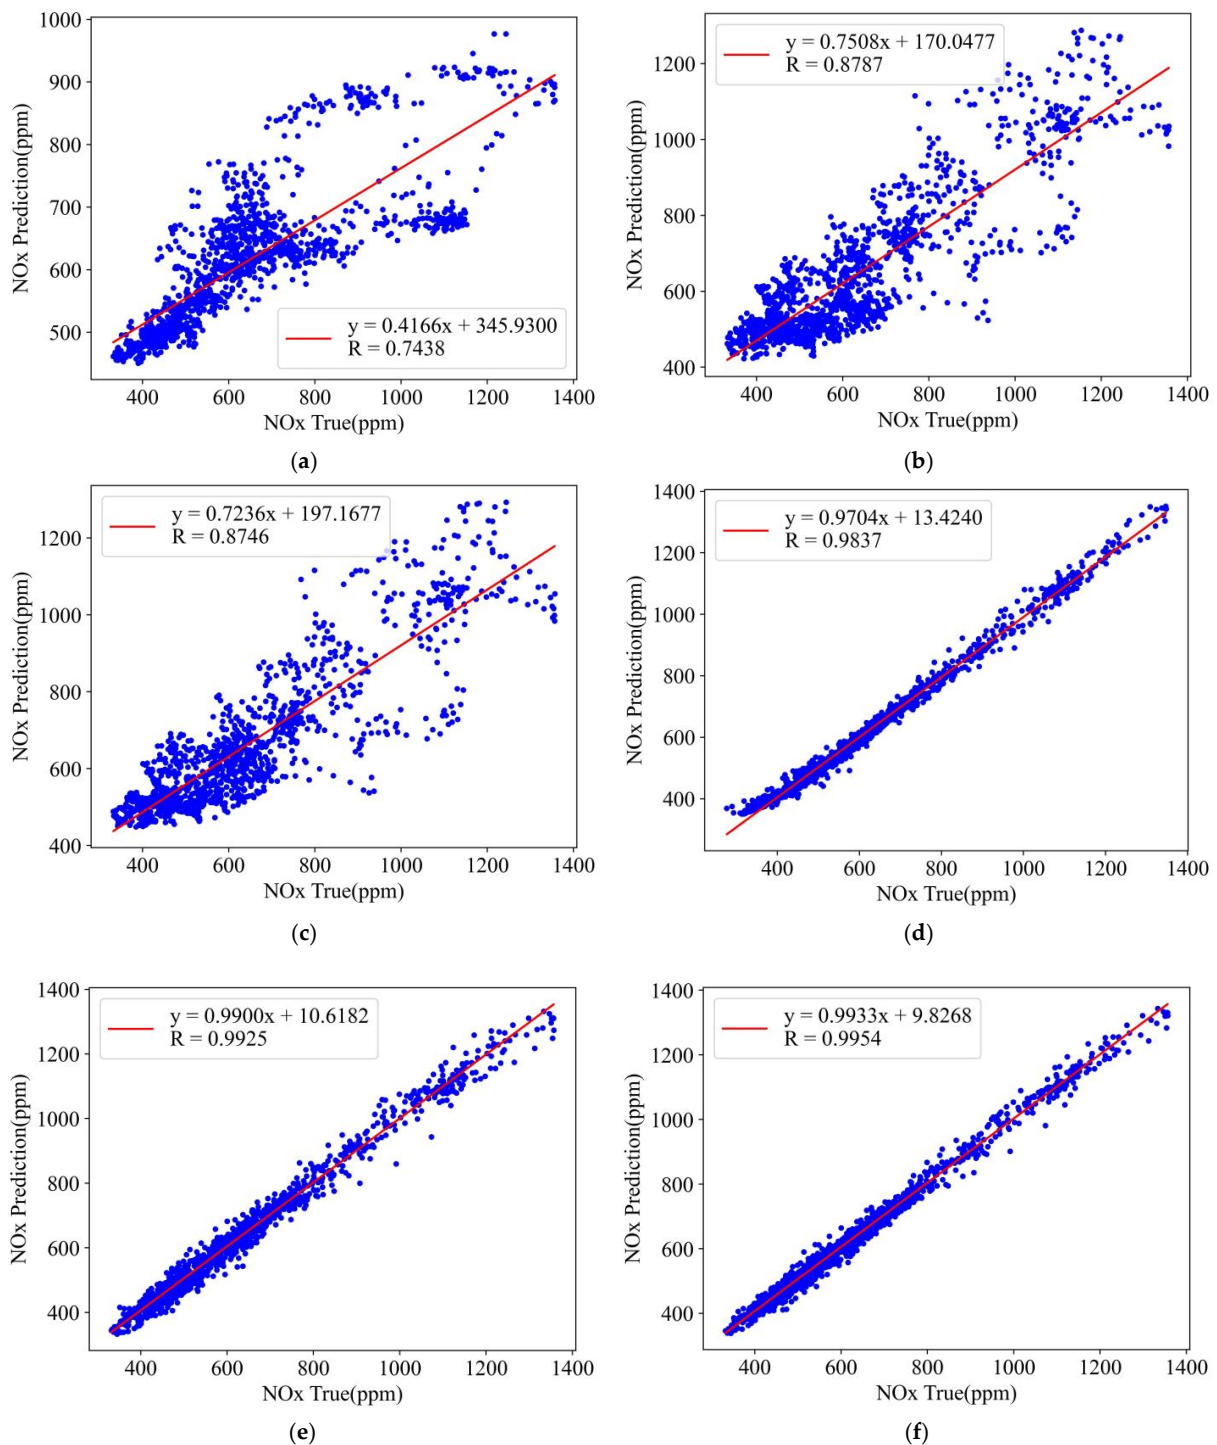 1000
900
800
700
600
500
NOx Prediction(ppm)
y = 0.4166x + 345.9300
R = 0.7438
400 600 800 1000 1200 1400
NOx True(ppm)
(a)
1200
1000
800
600
400
NOx Prediction(ppm)
y = 0.7508x + 170.0477
R = 0.8787
400 600 800 1000 1200 1400
NOx True(ppm)
(b)
1200
1000
800
600
400
NOx Prediction(ppm)
y = 0.7236x + 197.1677
R = 0.8746
400 600 800 1000 1200 1400
NOx True(ppm)
(c)
1400
1200
1000
800
600
400
NOx Prediction(ppm)
y = 0.9704x + 13.4240
R = 0.9837
400 600 800 1000 1200 1400
NOx True(ppm)
(d)
1400
1200
1000
800
600
400
NOx Prediction(ppm)
y = 0.9900x + 10.6182
R = 0.9925
400 600 800 1000 1200 1400
NOx True(ppm)
(e)
1400
1200
1000
800
600
400
NOx Prediction(ppm)
y = 0.9933x + 9.8268
R = 0.9954
400 600 800 1000 1200 1400
NOx True(ppm)
(f)